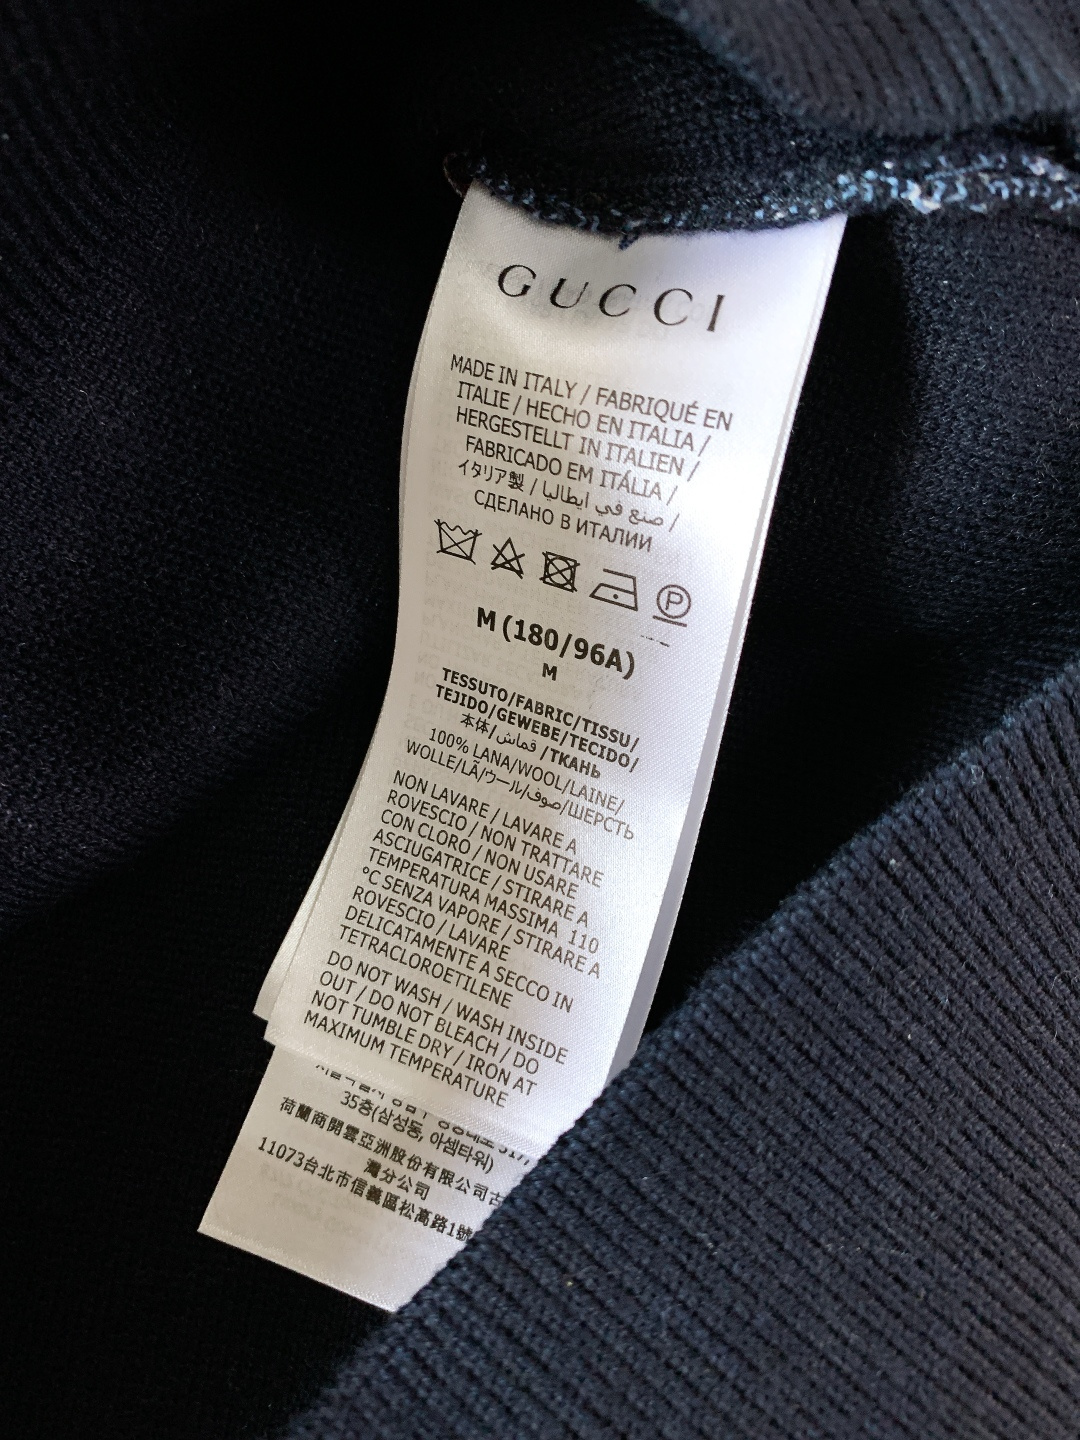 GUCCI
MADE IN ITALY / FABRIQUÉ EN
ITALIE / HECHO EN ITALIA /
HERGESTELLT IN ITALIEN /
FABRICADO EM ITÁLIA /
イタリア製 / صنع في ايطاليا /
СДЕЛАНО В ИТАЛИИ
P
M (180/96A)
M
TESSUTO/FABRIC/TISSU/
TEJIDO/GEWEBE/TECIDO/
本体/قماش/ТКАНЬ
100% LANA/WOOL/LAINE/
WOLLE/LÃ/ウール/صوف/ШЕРСТЬ
NON LAVARE / LAVARE A
ROVESCIO / NON TRATTARE
CON CLORO / NON USARE
ASCIUGATRICE / STIRARE A
TEMPERATURA MASSIMA 110
°C SENZA VAPORE / STIRARE A
ROVESCIO / LAVARE
DELICATAMENTE A SECCO IN
TETRACLOROETILENE
DO NOT WASH / WASH INSIDE
OUT / DO NOT BLEACH / DO
NOT TUMBLE DRY / IRON AT
MAXIMUM TEMPERATURE
517,
35층(삼성동, 아셈타워)
荷蘭商開雲亞洲股份有限公司台
灣分公司
11073台北市信義區松高路1號